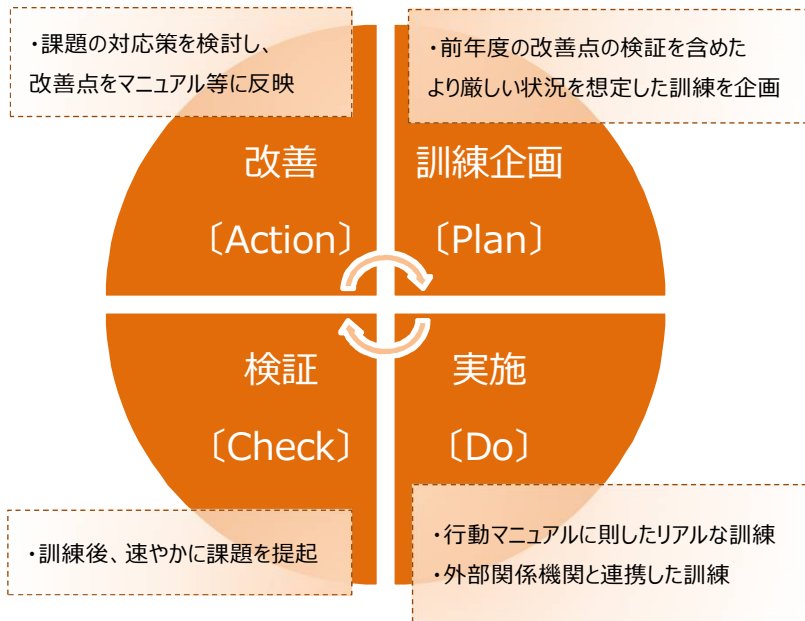 ・課題の対応策を検討し、
改善点をマニュアル等に反映
・前年度の改善点の検証を含めた
より厳しい状況を想定した訓練を企画
改善
〔Action〕
訓練企画
〔Plan〕
検証
〔Check〕
実施
〔Do〕
・訓練後、速やかに課題を提起
・行動マニュアルに則したリアルな訓練
・外部関係機関と連携した訓練